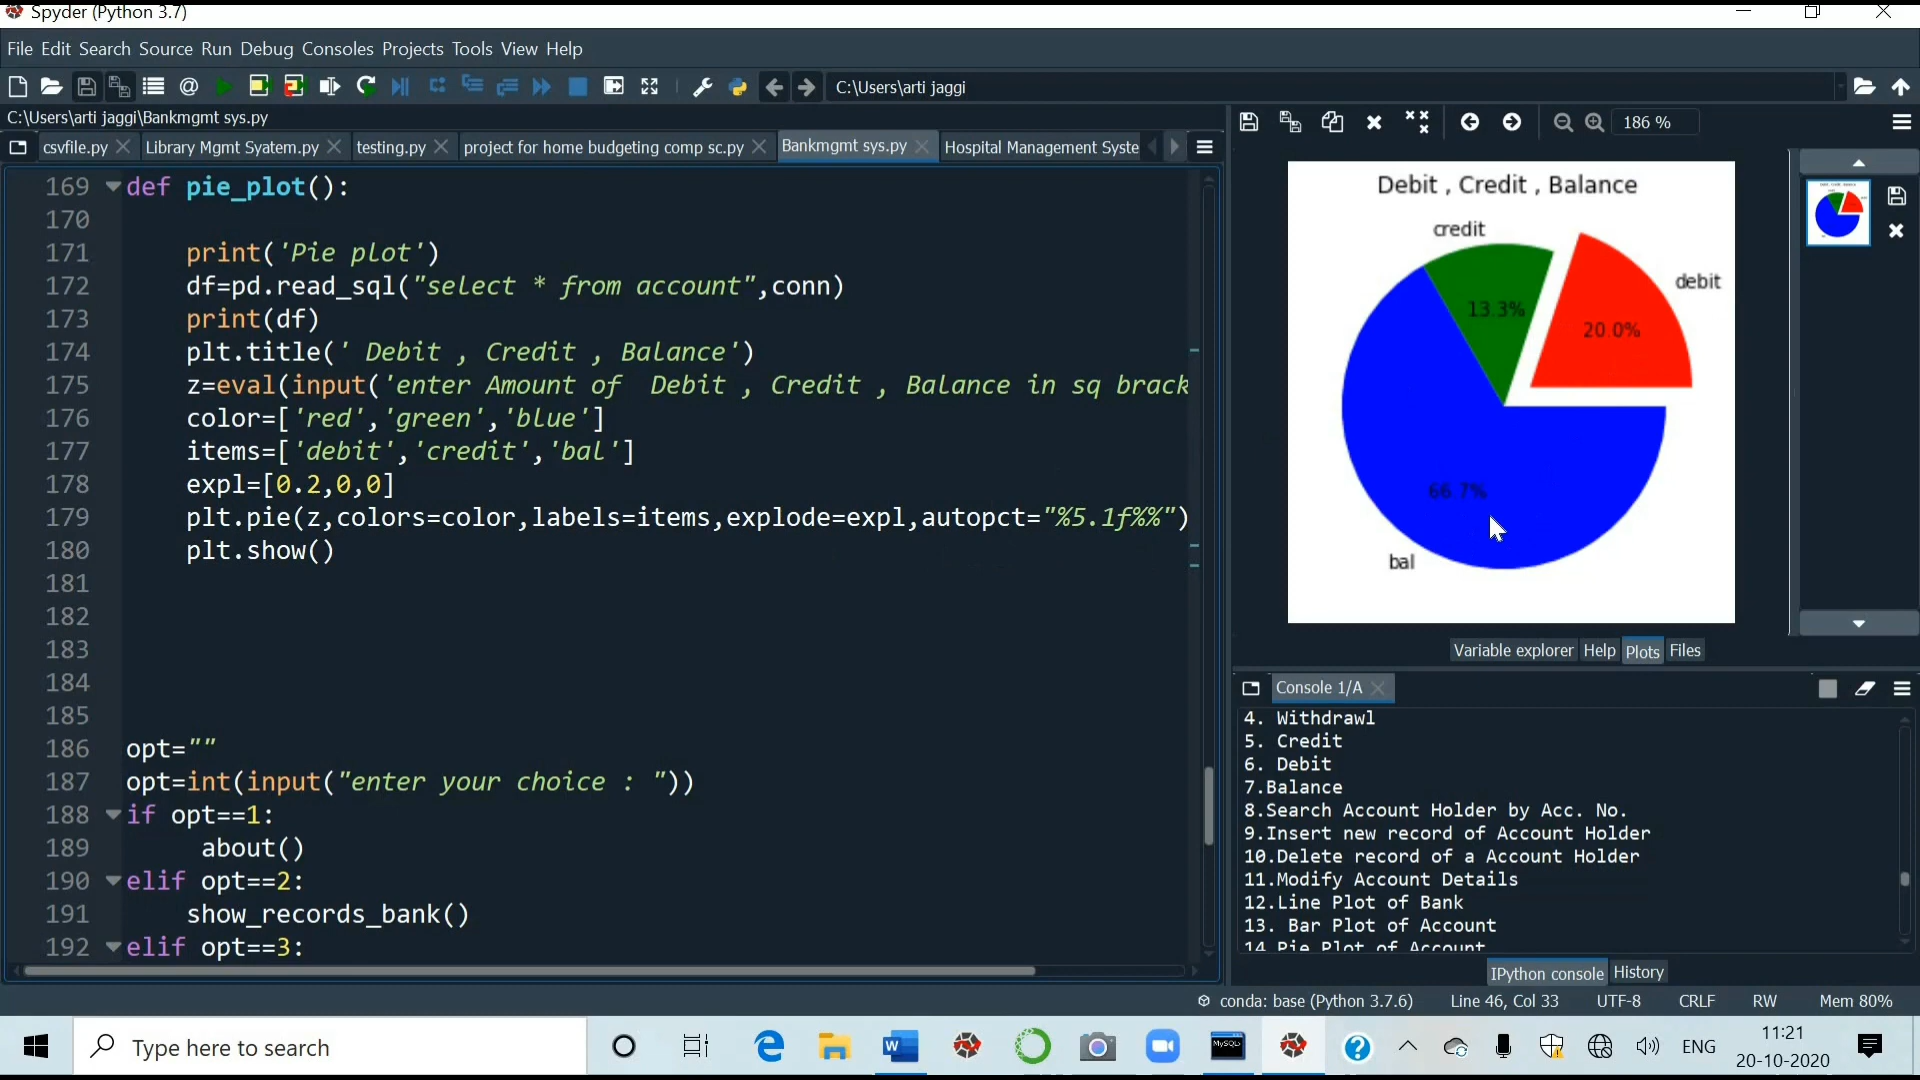 Spyder (Python 3.7)
File Edit Search Source Run Debug Consoles Projects Tools View Help
C:\Users\arti jaggi
C:\Users\arti jaggi\Bankmgmt sys.py
csvfile.py
Library Mgmt Syatem.py
testing.py
project for home budgeting comp sc.py
Bankmgmt sys.py
Hospital Management Syste
169 def pie_plot():
170
171 print('Pie plot')
172 df=pd.read_sql("select * from account",conn)
173 print(df)
174 plt.title(' Debit , Credit , Balance')
175 z=eval(input('enter Amount of  Debit , Credit , Balance in sq brack
176 color=['red','green','blue']
177 items=['debit','credit','bal']
178 expl=[0.2,0,0]
179 plt.pie(z,colors=color,labels=items,explode=expl,autopct="%5.1f%%")
180 plt.show()
181
182
183
184
185
186 opt=""
187 opt=int(input("enter your choice : "))
188 if opt==1:
189 about()
190 elif opt==2:
191 show_records_bank()
192 elif opt==3:
186 %
Debit , Credit , Balance
credit
debit
13.3%
20.0%
66.7%
bal
Variable explorer Help Plots Files
Console 1/A
4. Withdrawl
5. Credit
6. Debit
7.Balance
8.Search Account Holder by Acc. No.
9.Insert new record of Account Holder
10.Delete record of a Account Holder
11.Modify Account Details
12.Line Plot of Bank
13. Bar Plot of Account
14 Pie Plot of Account
IPython console History
conda: base (Python 3.7.6) Line 46, Col 33 UTF-8 CRLF RW Mem 80%
Type here to search
MySQL
ENG
11:21
20-10-2020